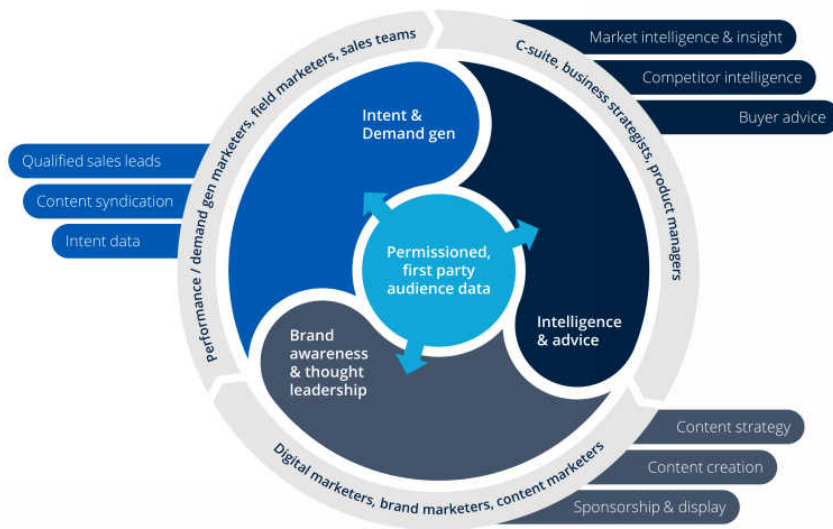 Performance / demand gen marketers, field marketers, sales teams
C-suite, business strategists, product managers
Market intelligence & insight
Competitor intelligence
Buyer advice
Intent &
Demand gen
Qualified sales leads
Content syndication
Intent data
Permissioned,
first party
audience data
Intelligence
& advice
Brand
awareness
& thought
leadership
Digital marketers, brand marketers, content marketers
Content strategy
Content creation
Sponsorship & display